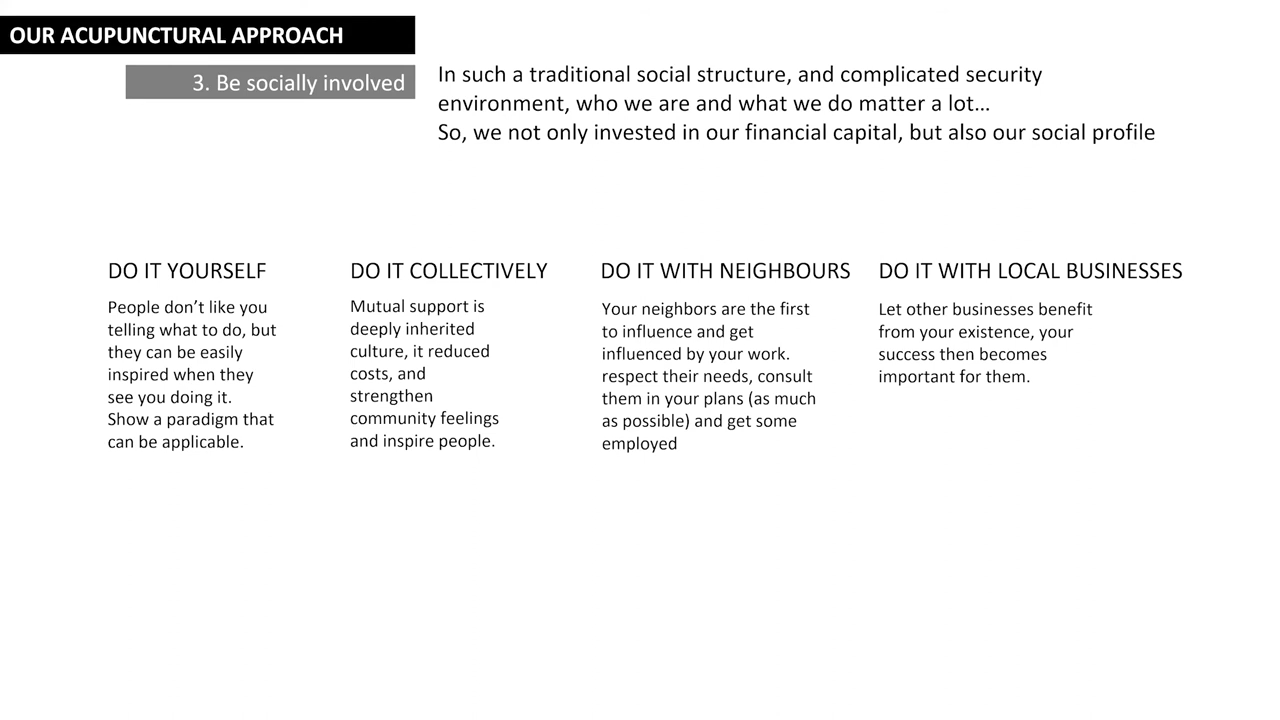 OUR ACUPUNCTURAL APPROACH
3. Be socially involved
In such a traditional social structure, and complicated security
environment, who we are and what we do matter a lot…
So, we not only invested in our financial capital, but also our social profile
DO IT YOURSELF
People don’t like you
telling what to do, but
they can be easily
inspired when they
see you doing it.
Show a paradigm that
can be applicable.
DO IT COLLECTIVELY
Mutual support is
deeply inherited
culture, it reduced
costs, and
strengthen
community feelings
and inspire people.
DO IT WITH NEIGHBOURS
Your neighbors are the first
to influence and get
influenced by your work.
respect their needs, consult
them in your plans (as much
as possible) and get some
employed
DO IT WITH LOCAL BUSINESSES
Let other businesses benefit
from your existence, your
success then becomes
important for them.